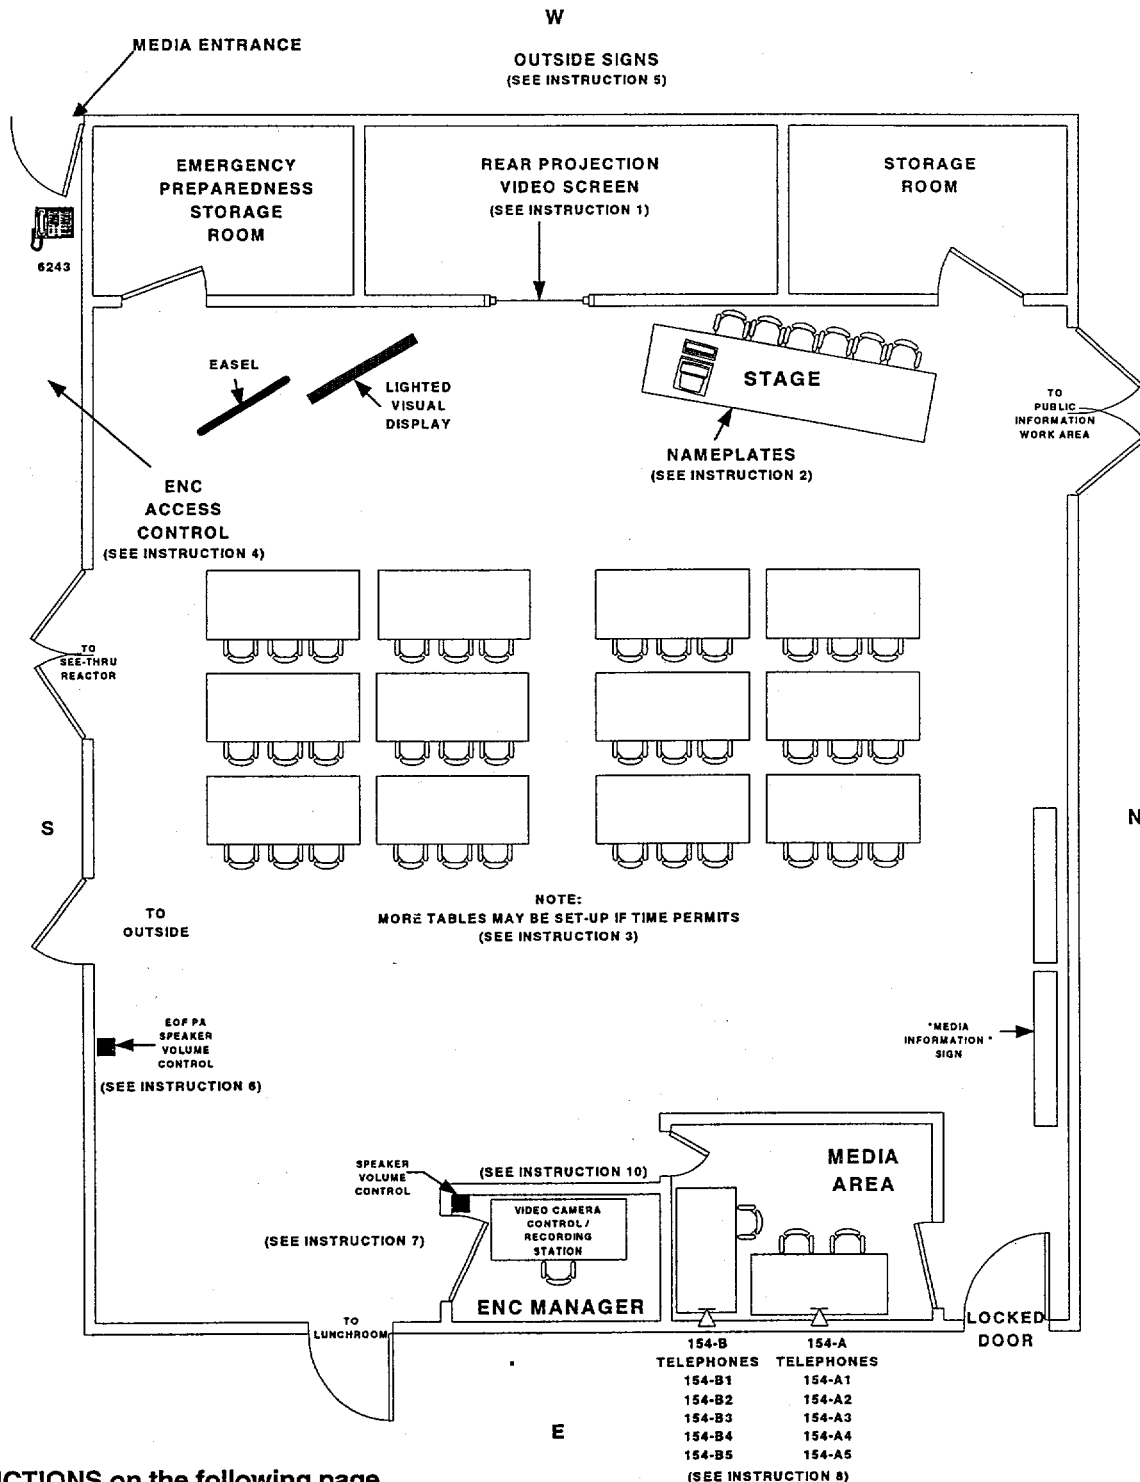 W
MEDIA ENTRANCE
OUTSIDE SIGNS
(SEE INSTRUCTION 5)
EMERGENCY
PREPAREDNESS
STORAGE
ROOM
REAR PROJECTION
VIDEO SCREEN
(SEE INSTRUCTION 1)
STORAGE
ROOM
6243
EASEL
LIGHTED
VISUAL
DISPLAY
STAGE
TO
PUBLIC
INFORMATION
WORK AREA
NAMEPLATES
(SEE INSTRUCTION 2)
ENC
ACCESS
CONTROL
(SEE INSTRUCTION 4)
TO
SEE-THRU
REACTOR
S
N
NOTE:
MORE TABLES MAY BE SET-UP IF TIME PERMITS
(SEE INSTRUCTION 3)
TO
OUTSIDE
EOF PA
SPEAKER
VOLUME
CONTROL
(SEE INSTRUCTION 6)
"MEDIA
INFORMATION "
SIGN
SPEAKER
VOLUME
CONTROL
(SEE INSTRUCTION 10)
MEDIA
AREA
VIDEO CAMERA
CONTROL /
RECORDING
STATION
(SEE INSTRUCTION 7)
ENC MANAGER
TO
LUNCHROOM
LOCKED
DOOR
154-B
TELEPHONES
154-B1
154-B2
154-B3
154-B4
154-B5
154-A
TELEPHONES
154-A1
154-A2
154-A3
154-A4
154-A5
(SEE INSTRUCTION 8)
E
on the following page